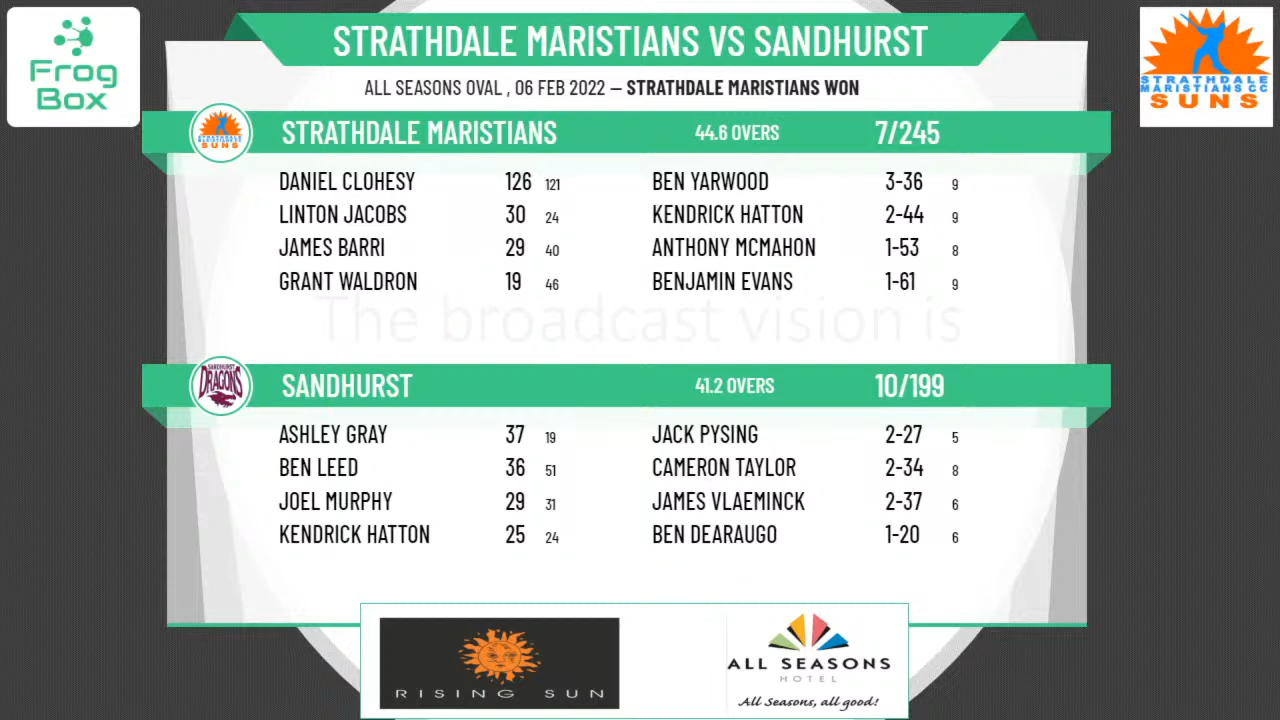 Frog
Box
STRATHDALE MARISTIANS VS SANDHURST
STRATHDALE
MARISTIANS CC
SUNS
ALL SEASONS OVAL , 06 FEB 2022 – STRATHDALE MARISTIANS WON
STRATHDALE MARISTIANS 44.6 OVERS 7/245
DANIEL CLOHESY 126 121 BEN YARWOOD 3-36 9
LINTON JACOBS 30 24 KENDRICK HATTON 2-44 9
JAMES BARRI 29 40 ANTHONY MCMAHON 1-53 8
GRANT WALDRON 19 46 BENJAMIN EVANS 1-61 9
The broadcast vision is
SANDHURST
DRAGONS
SANDHURST 41.2 OVERS 10/199
ASHLEY GRAY 37 19 JACK PYSING 2-27 5
BEN LEED 36 51 CAMERON TAYLOR 2-34 8
JOEL MURPHY 29 31 JAMES VLAEMINCK 2-37 6
KENDRICK HATTON 25 24 BEN DEARAUGO 1-20 6
RISING SUN
ALL SEASONS
HOTEL
All Seasons, all good!